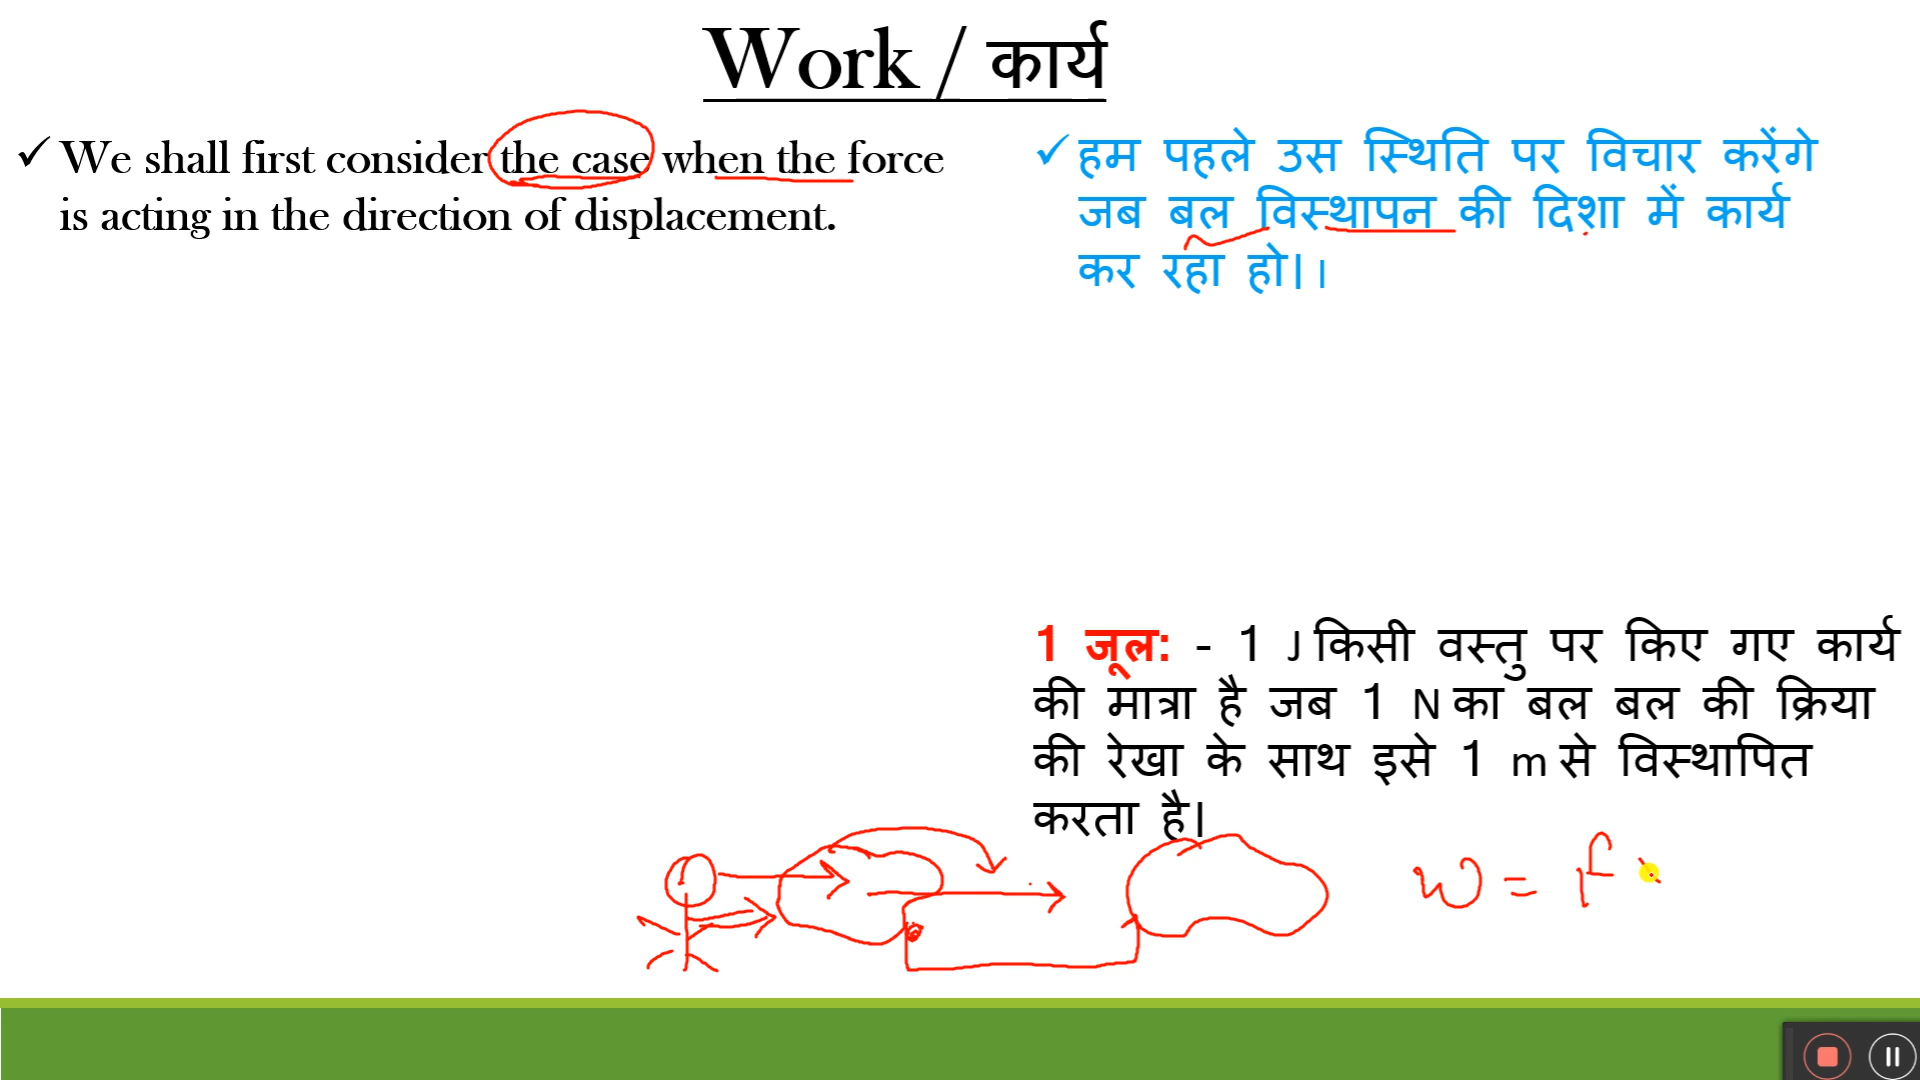 Work / कार्य
✓ We shall first consider the case when the force
is acting in the direction of displacement.
✓ हम पहले उस स्थिति पर विचार करेंगे
जब बल विस्थापन की दिशा में कार्य
कर रहा हो।।
1 जूल: - 1 J किसी वस्तु पर किए गए कार्य
की मात्रा है जब 1 N का बल बल की क्रिया
की रेखा के साथ इसे 1 m से विस्थापित
करता है।
W = F